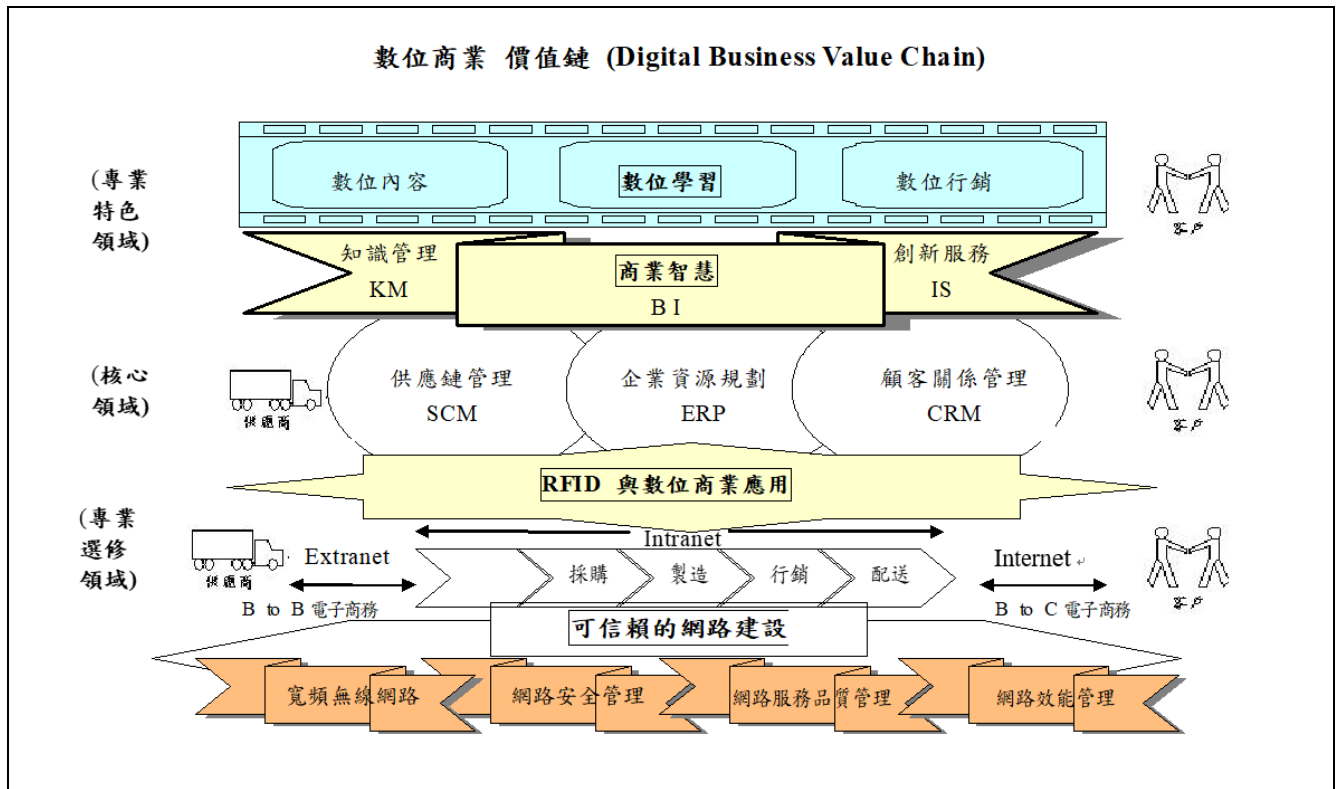 數位商業 價值鏈 (Digital Business Value Chain)
(專業
特色
領域)
數位內容
數位學習
數位行銷
客戶
知識管理
KM
商業智慧
B I
創新服務
IS
(核心
領域)
供應商
供應鏈管理
SCM
企業資源規劃
ERP
顧客關係管理
CRM
客戶
RFID 與數位商業應用
(專業
選修
領域)
供應商
Extranet
B to B 電子商務
Intranet
採購
製造
行銷
配送
Internet
B to C 電子商務
客戶
可信賴的網路建設
寬頻無線網路
網路安全管理
網路服務品質管理
網路效能管理